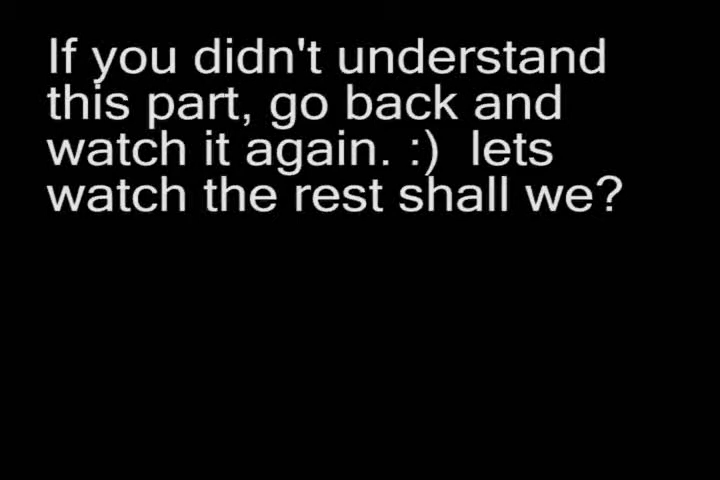 If you didn't understand
this part, go back and
watch it again. :)  lets
watch the rest shall we?